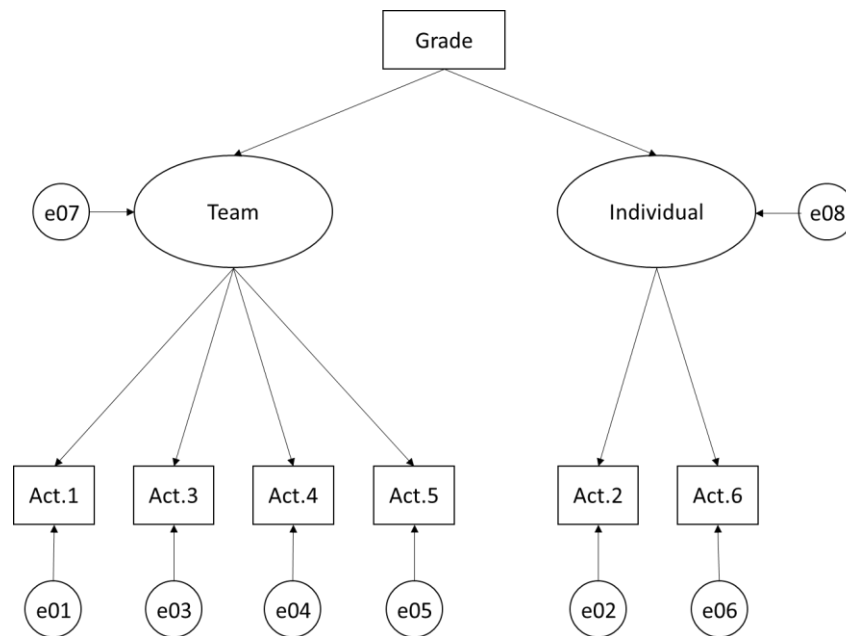 Grade
e07
Team
Individual
e08
Act.1
Act.3
Act.4
Act.5
Act.2
Act.6
e01
e03
e04
e05
e02
e06